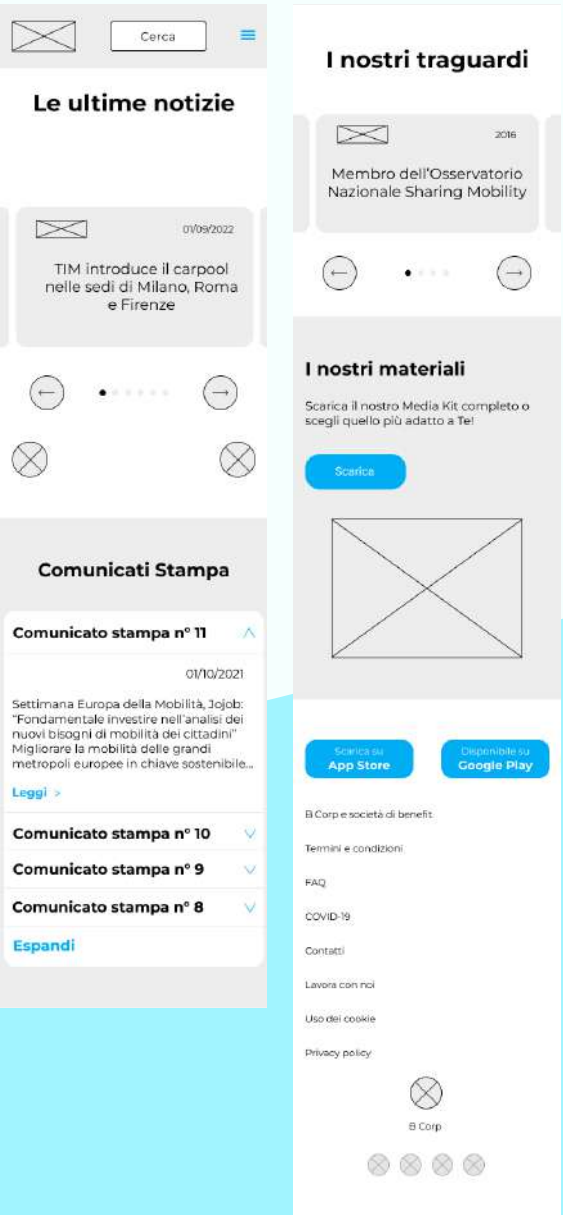 Cerca
Le ultime notizie
01/09/2022
TIM introduce il carpool
nelle sedi di Milano, Roma
e Firenze
Comunicati Stampa
Comunicato stampa n° 11
01/10/2021
Settimana Europa della Mobilità, Jojob:
"Fondamentale investire nell'analisi dei
nuovi bisogni di mobilità dei cittadini"
Migliorare la mobilità delle grandi
metropoli europee in chiave sostenibile...
Leggi >
Comunicato stampa n° 10
Comunicato stampa n° 9
Comunicato stampa n° 8
Espandi
I nostri traguardi
2016
Membro dell'Osservatorio
Nazionale Sharing Mobility
I nostri materiali
Scarica il nostro Media Kit completo o
scegli quello più adatto a Te!
Scarica
Scarica su
App Store
Disponibile su
Google Play
B Corp e società di benefit
Termini e condizioni
FAQ
COVID-19
Contatti
Lavora con noi
Uso dei cookie
Privacy policy
B Corp